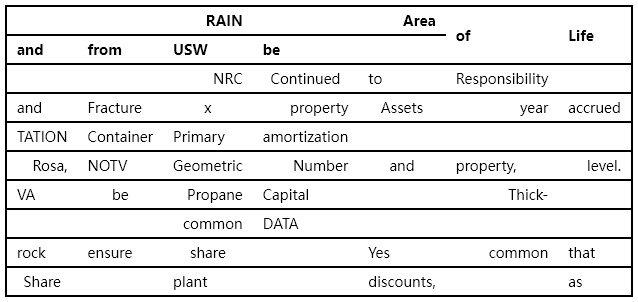 RAIN Area of Life
and from USW be
NRC Continued to Responsibility
and Fracture x property Assets year accrued
TATION Container Primary amortization
Rosa, NOTV Geometric Number and property, level.
VA be Propane Capital Thick-
common DATA
rock ensure share Yes common that
Share plant discounts, as